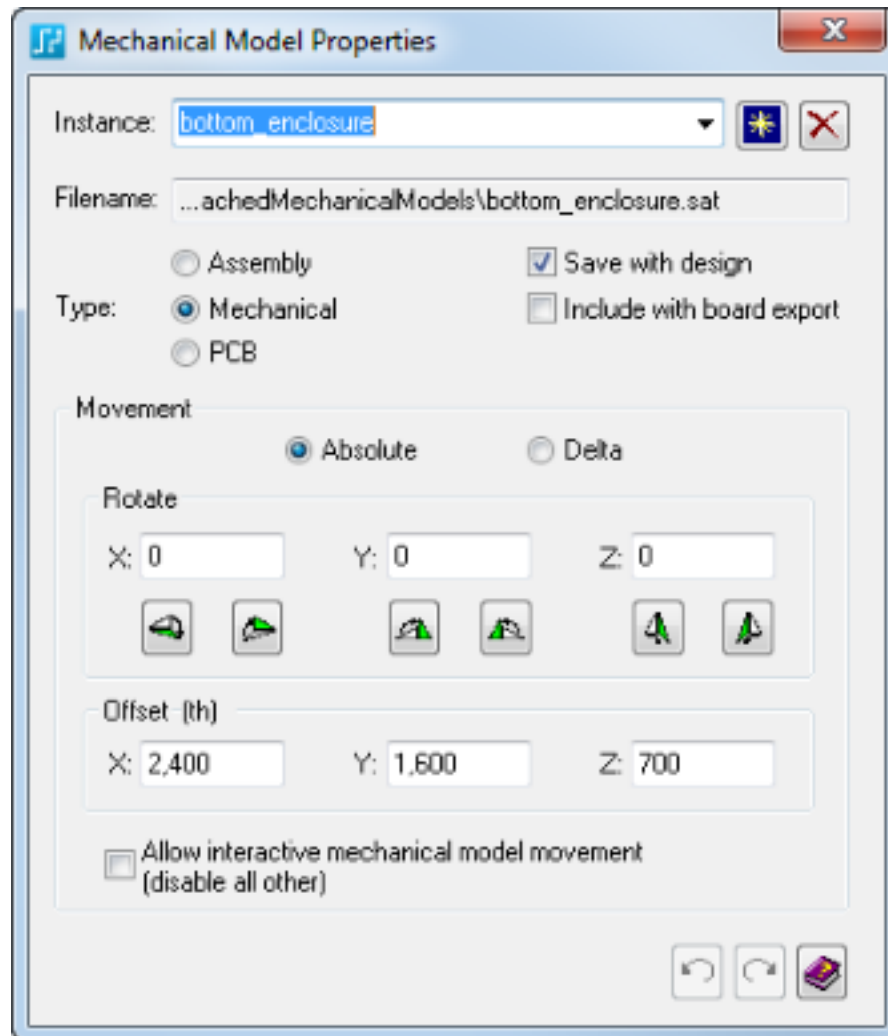 Mechanical Model Properties
Instance: bottom_enclosure
Filename: ...achedMechanicalModels\bottom_enclosure.sat
Assembly Save with design
Type: Mechanical Include with board export
PCB
Movement
Absolute Delta
Rotate
X: 0 Y: 0 Z: 0
Offset (th)
X: 2,400 Y: 1,600 Z: 700
Allow interactive mechanical model movement
(disable all other)